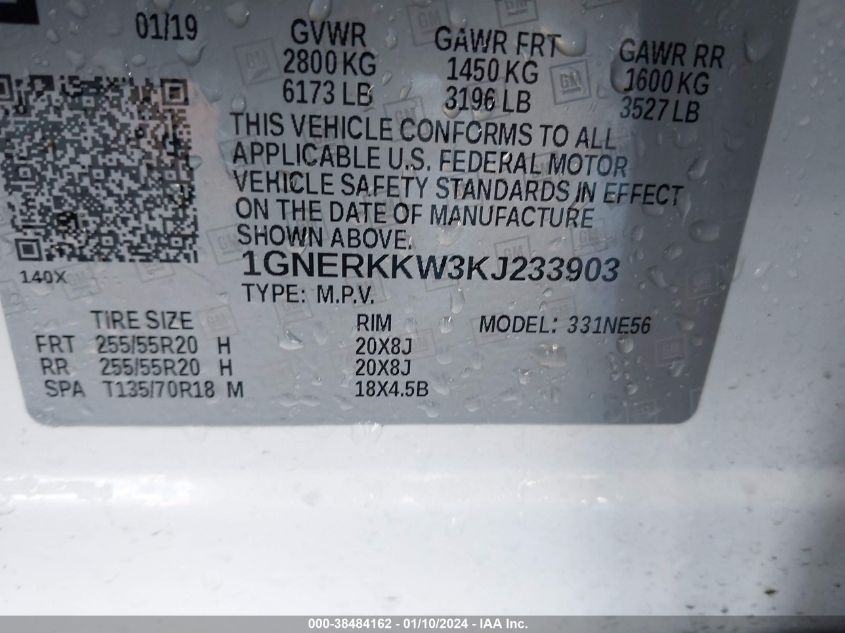 01/19 GVWR GAWR FRT GAWR RR
2800 KG 1450 KG 1600 KG
6173 LB 3196 LB 3527 LB
THIS VEHICLE CONFORMS TO ALL
APPLICABLE U.S. FEDERAL MOTOR
VEHICLE SAFETY STANDARDS IN EFFECT
ON THE DATE OF MANUFACTURE
SHOWN ABOVE.
140X
1GNERKKW3KJ233903
TYPE: M.P.V.
TIRE SIZE RIM MODEL: 331NE56
FRT 255/55R20 H 20X8J
RR 255/55R20 H 20X8J
SPA T135/70R18 M 18X4.5B
000-38484162 - 01/10/2024 - IAA Inc.